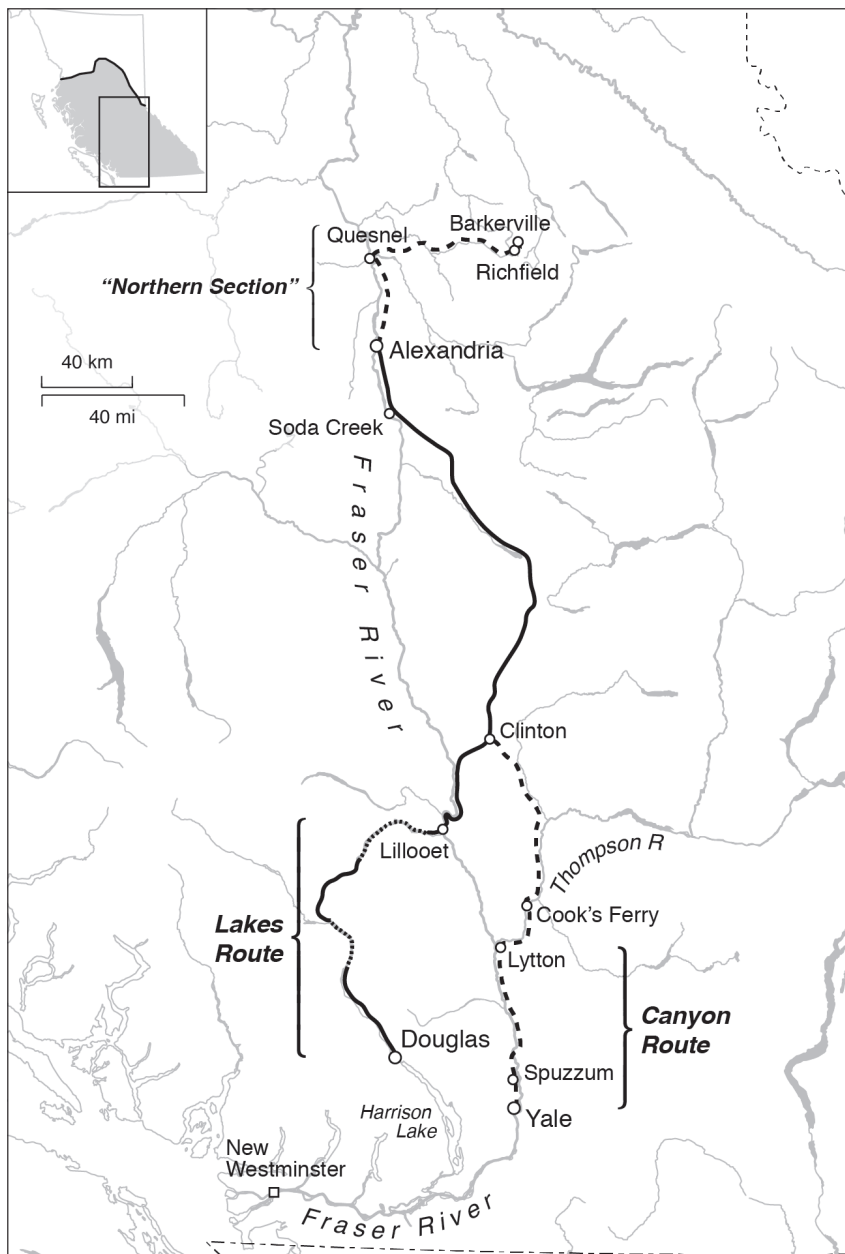 Barkerville
Quesnel
Richfield
“Northern Section”
Alexandria
40 km
40 mi
Soda Creek
Fraser River
Clinton
Lillooet
Thompson R
Cook’s Ferry
Lakes
Route
Lytton
Canyon
Route
Douglas
Spuzzum
Yale
Harrison
Lake
New
Westminster
Fraser River